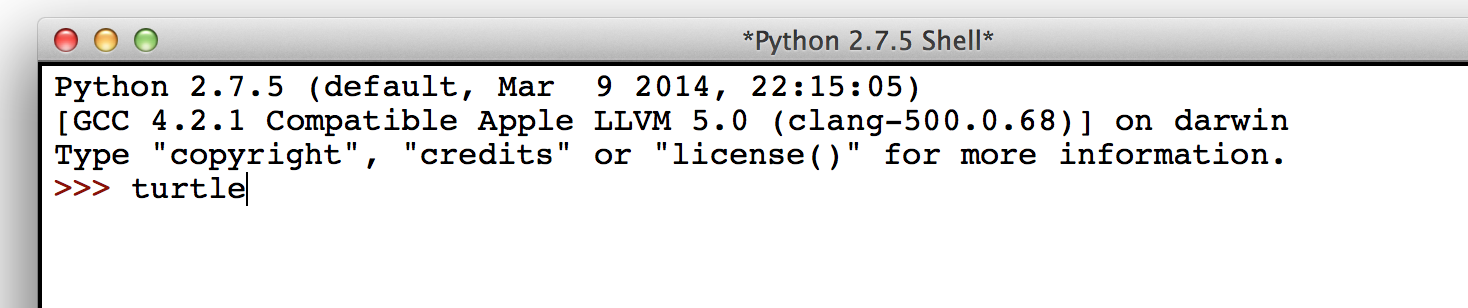 *Python 2.7.5 Shell*
Python 2.7.5 (default, Mar  9 2014, 22:15:05)
[GCC 4.2.1 Compatible Apple LLVM 5.0 (clang-500.0.68)] on darwin
Type "copyright", "credits" or "license()" for more information.
>>> turtle